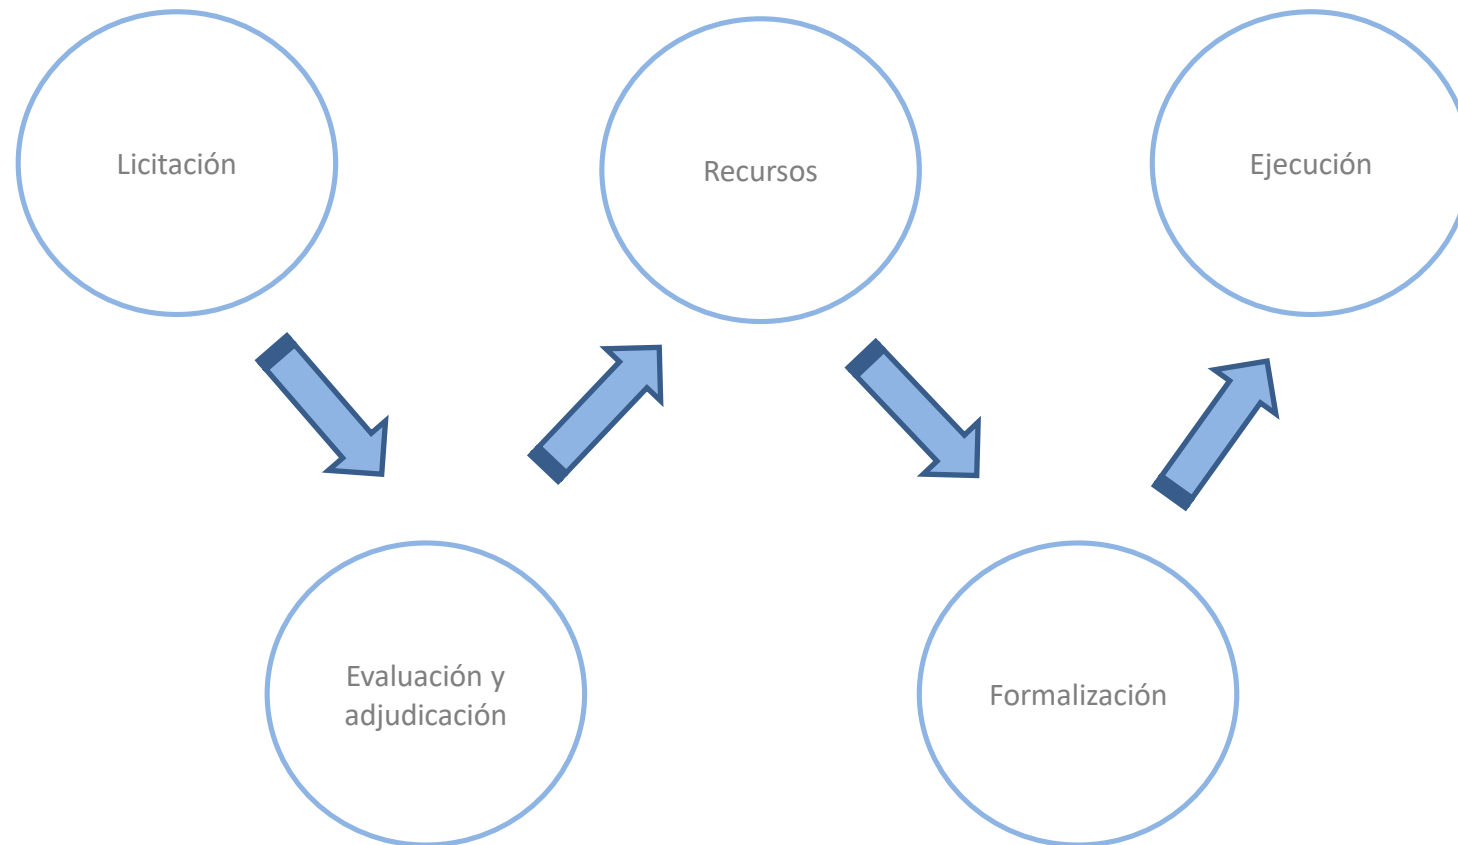 Licitación
Evaluación y
adjudicación
Recursos
Formalización
Ejecución